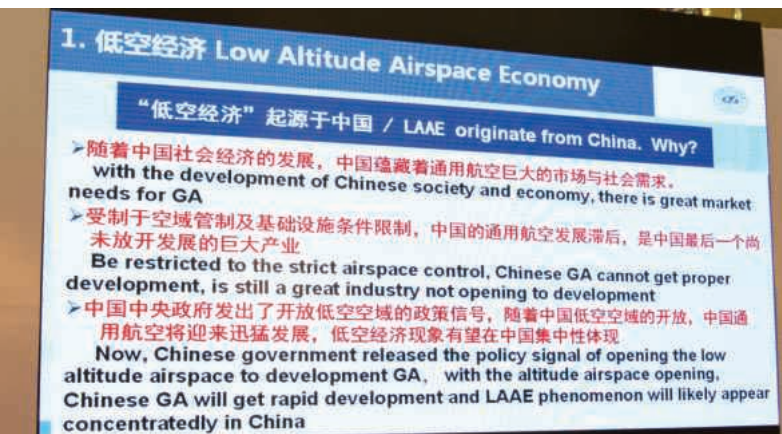 1. 低空经济 Low Altitude Airspace Economy
“低空经济”起源于中国 / LAAE originate from China. Why?
➢随着中国社会经济的发展，中国蕴藏着通用航空巨大的市场与社会需求。
with the development of Chinese society and economy, there is great market
needs for GA
➢受制于空域管制及基础设施条件限制，中国的通用航空发展滞后，是中国最后一个尚
未放开发展的巨大产业
Be restricted to the strict airspace control, Chinese GA cannot get proper
development, is still a great industry not opening to development
➢中国中央政府发出了开放低空空域的政策信号，随着中国低空空域的开放，中国通
用航空将迎来迅猛发展，低空经济现象有望在中国集中性体现
Now, Chinese government released the policy signal of opening the low
altitude airspace to development GA, with the altitude airspace opening,
Chinese GA will get rapid development and LAAE phenomenon will likely appear
concentratedly in China